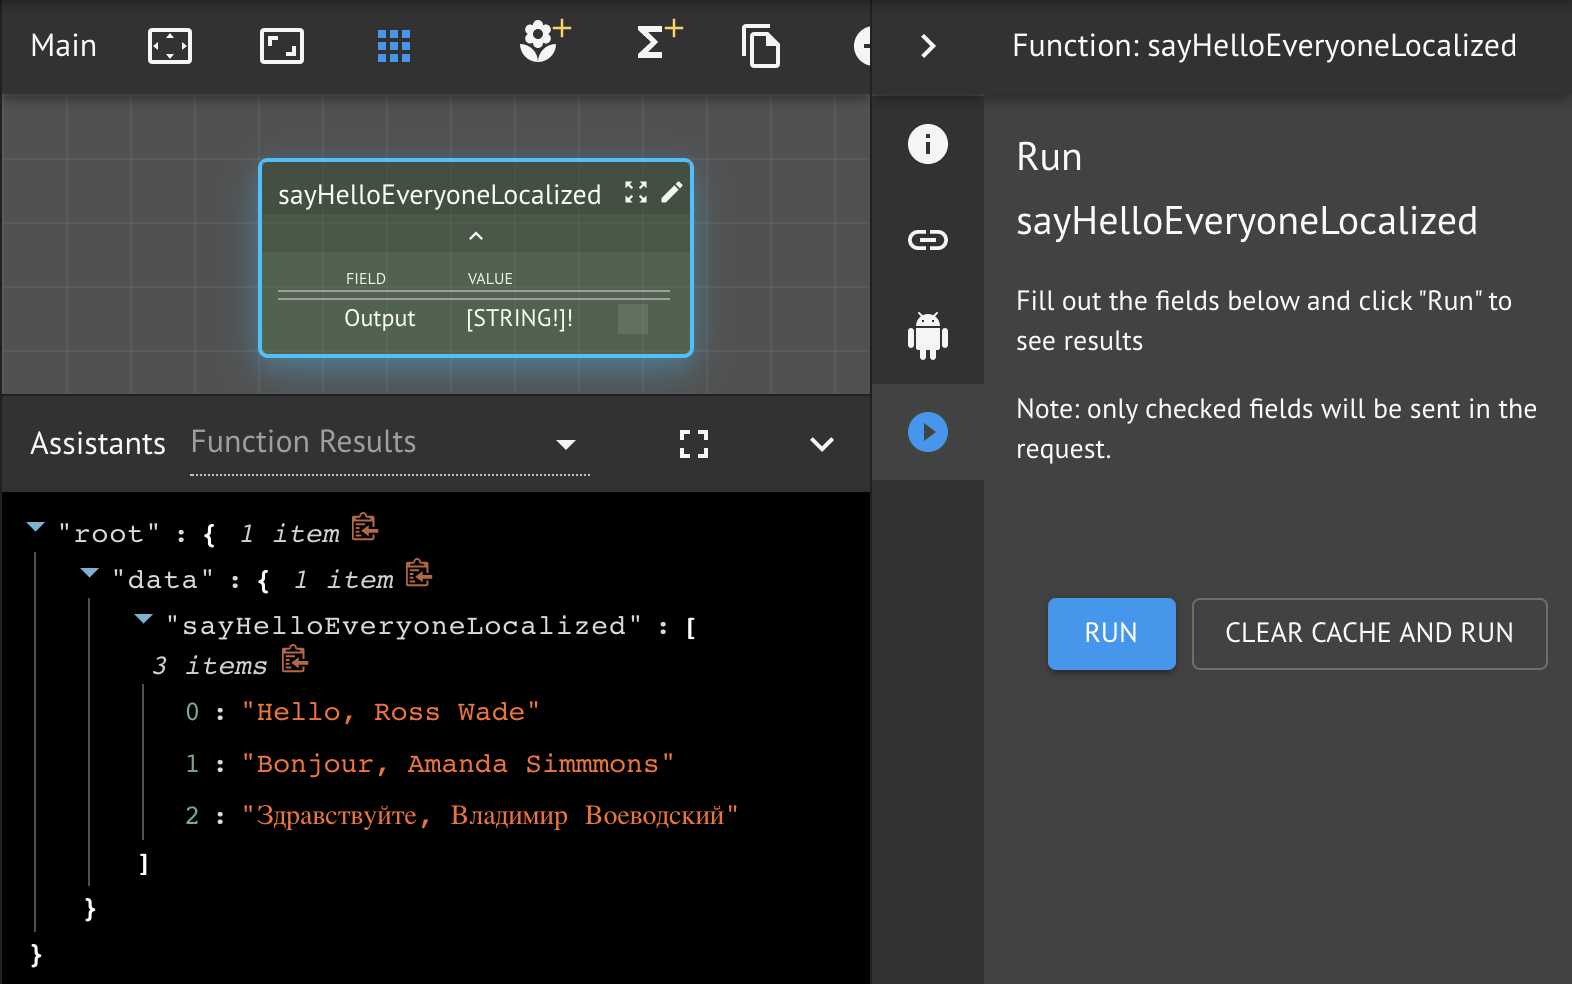 Main
sayHelloEveryoneLocalized
FIELD VALUE
Output [STRING!]!
Assistants Function Results
"root" : { 1 item
"data" : { 1 item
"sayHelloEveryoneLocalized" : [
3 items
0 : "Hello, Ross Wade"
1 : "Bonjour, Amanda Simmmons"
2 : "Здравствуйте, Владимир Воеводский"
]
}
}
Function: sayHelloEveryoneLocalized
Run
sayHelloEveryoneLocalized
Fill out the fields below and click "Run" to
see results
Note: only checked fields will be sent in the
request.
RUN CLEAR CACHE AND RUN